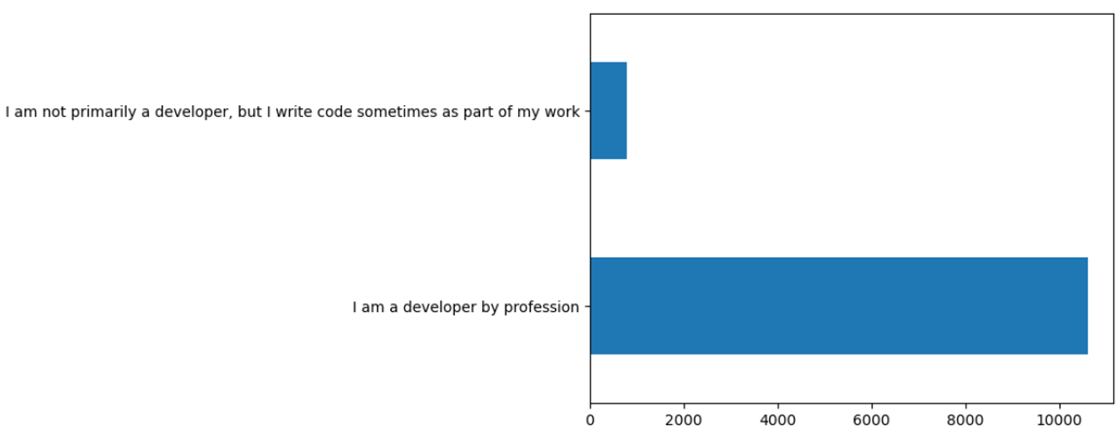 I am not primarily a developer, but I write code sometimes as part of my work
I am a developer by profession
0 2000 4000 6000 8000 10000